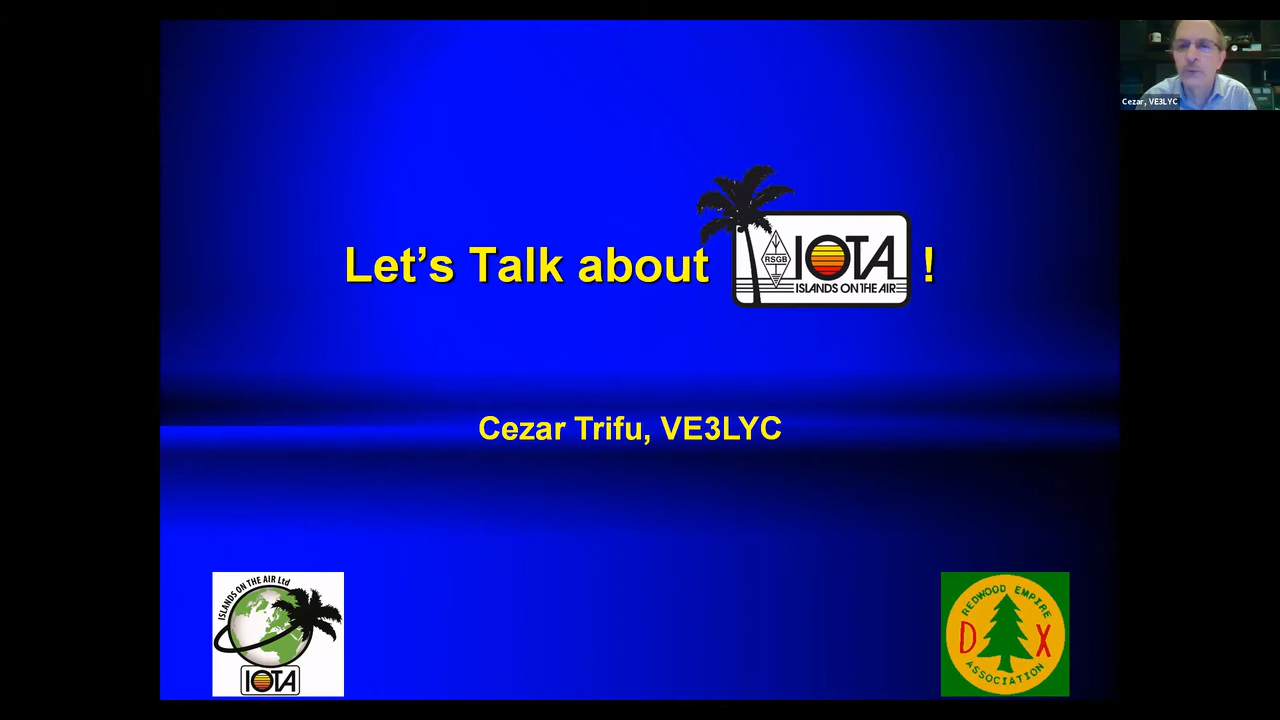 Cezar, VE3LYC
Let's Talk about IOTA !
RSGB
ISLANDS ON THE AIR
Cezar Trifu, VE3LYC
ISLANDS ON THE AIR Ltd
IOTA
REDWOOD EMPIRE
D X
ASSOCIATION